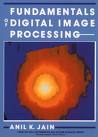 FUNDAMENTALS
OF DIGITAL IMAGE
PROCESSING
ANIL K. JAIN